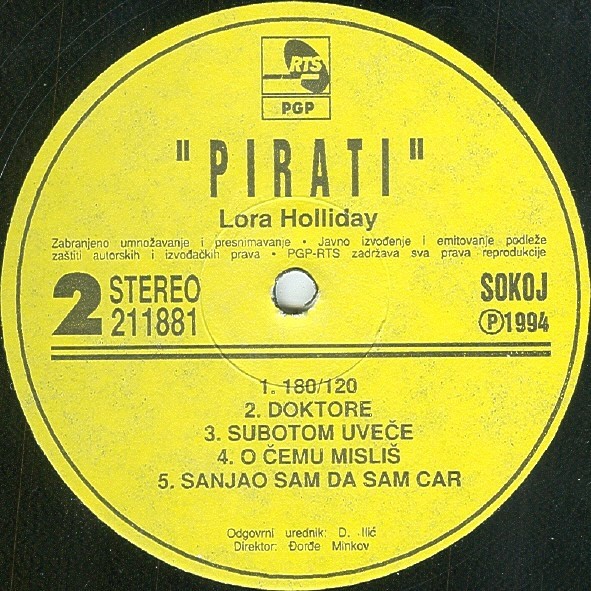 RTS
PGP
"PIRATI"
Lora Holliday
Zabranjeno umnožavanje i presnimavanje • Javno izvođenje i emitovanje podleže
zaštiti autorskih i izvođačkih prava • PGP-RTS zadržava sva prava reprodukcije
2 STEREO 211881
SOKOJ
Ⓟ1994
1. 180/120
2. DOKTORE
3. SUBOTOM UVEČE
4. O ČEMU MISLIŠ
5. SANJAO SAM DA SAM CAR
Odgovrni urednik: D. Ilić
Direktor: Đorđe Minkov